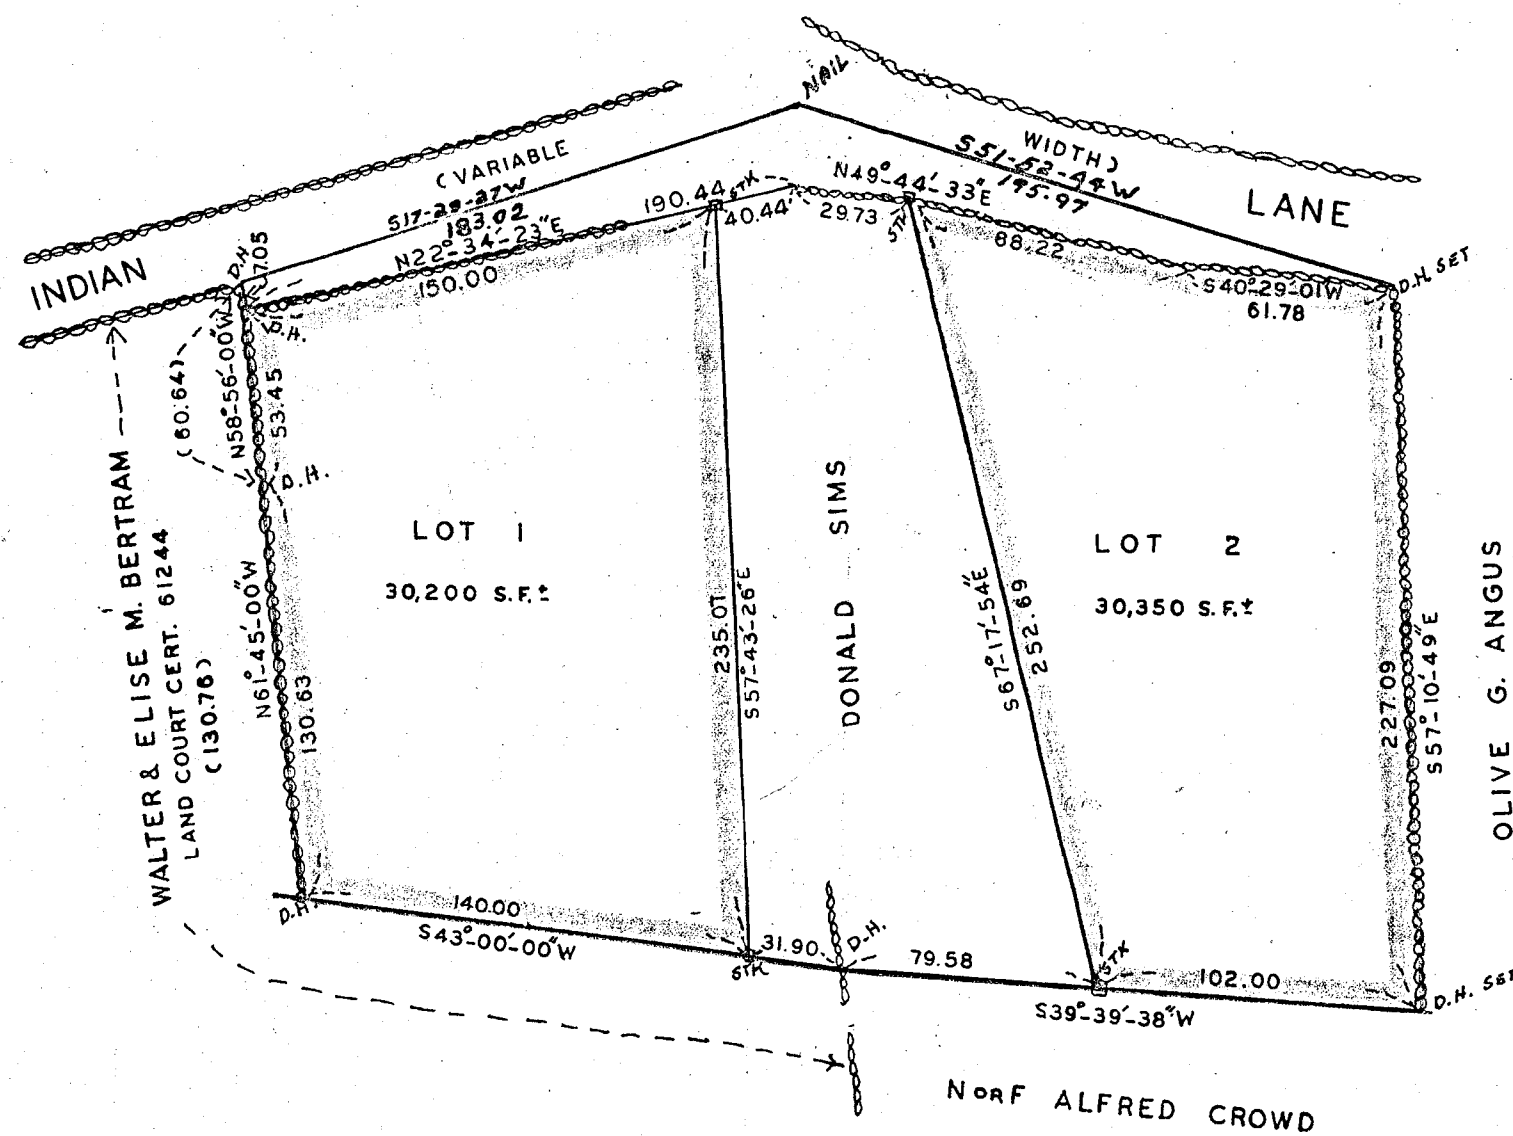 NAIL
(VARIABLE
WIDTH)
S17-28-27W
183.02
S51-52-44W
195.97
INDIAN
LANE
N22°-34'-23"E
190.44
STK
40.44'
29.73
N49°-44'-33"E
STK
88.22
S40°-29'-01W
61.78
D.H. SET
D.H.
7.05
D.H.
150.00
N58°-56'-00"W
(60.64)
53.45
D.H.
WALTER & ELISE M. BERTRAM
LAND COURT CERT. 61244
(130.76)
N61°-45'-00"W
130.63
LOT 1
30,200 S.F.±
235.07
S57°-43'-26"E
DONALD SIMS
S67°-17'-54"E
252.69
LOT 2
30,350 S.F.±
227.09
S57°-10'-49"E
OLIVE G. ANGUS
D.H.
140.00
S43°-00'-00"W
STK
31.90
D.H.
79.58
STK
102.00
S39°-39'-38"W
D.H. SET
NORF ALFRED CROWD